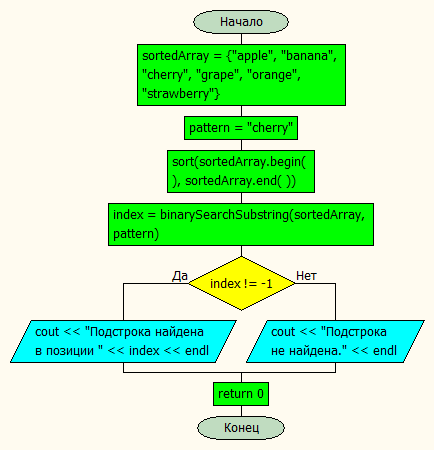 Начало
sortedArray = {"apple", "banana",
"cherry", "grape", "orange",
"strawberry"}
pattern = "cherry"
sort(sortedArray.begin(
), sortedArray.end( ))
index = binarySearchSubstring(sortedArray,
pattern)
Да
index != -1
Нет
cout << "Подстрока найдена
в позиции " << index << endl
cout << "Подстрока
не найдена." << endl
return 0
Конец